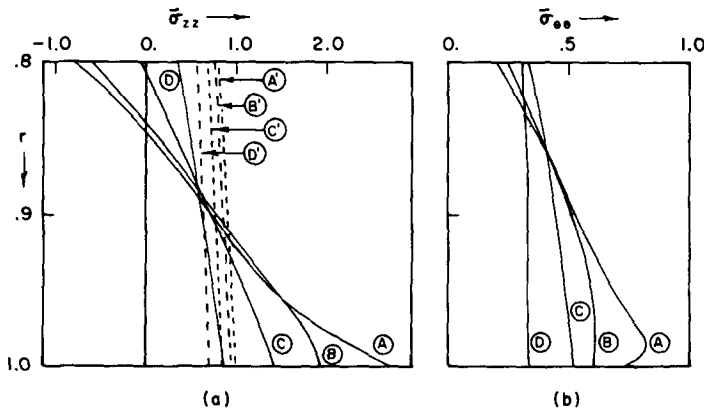 σ̄zz →
σ̄θθ →
-1.0 0. 1.0 2.0
0. .5 1.0
.8
D
A'
B'
C'
D'
r
↓
.9
C
D C B A
B A
1.0
(a) (b)